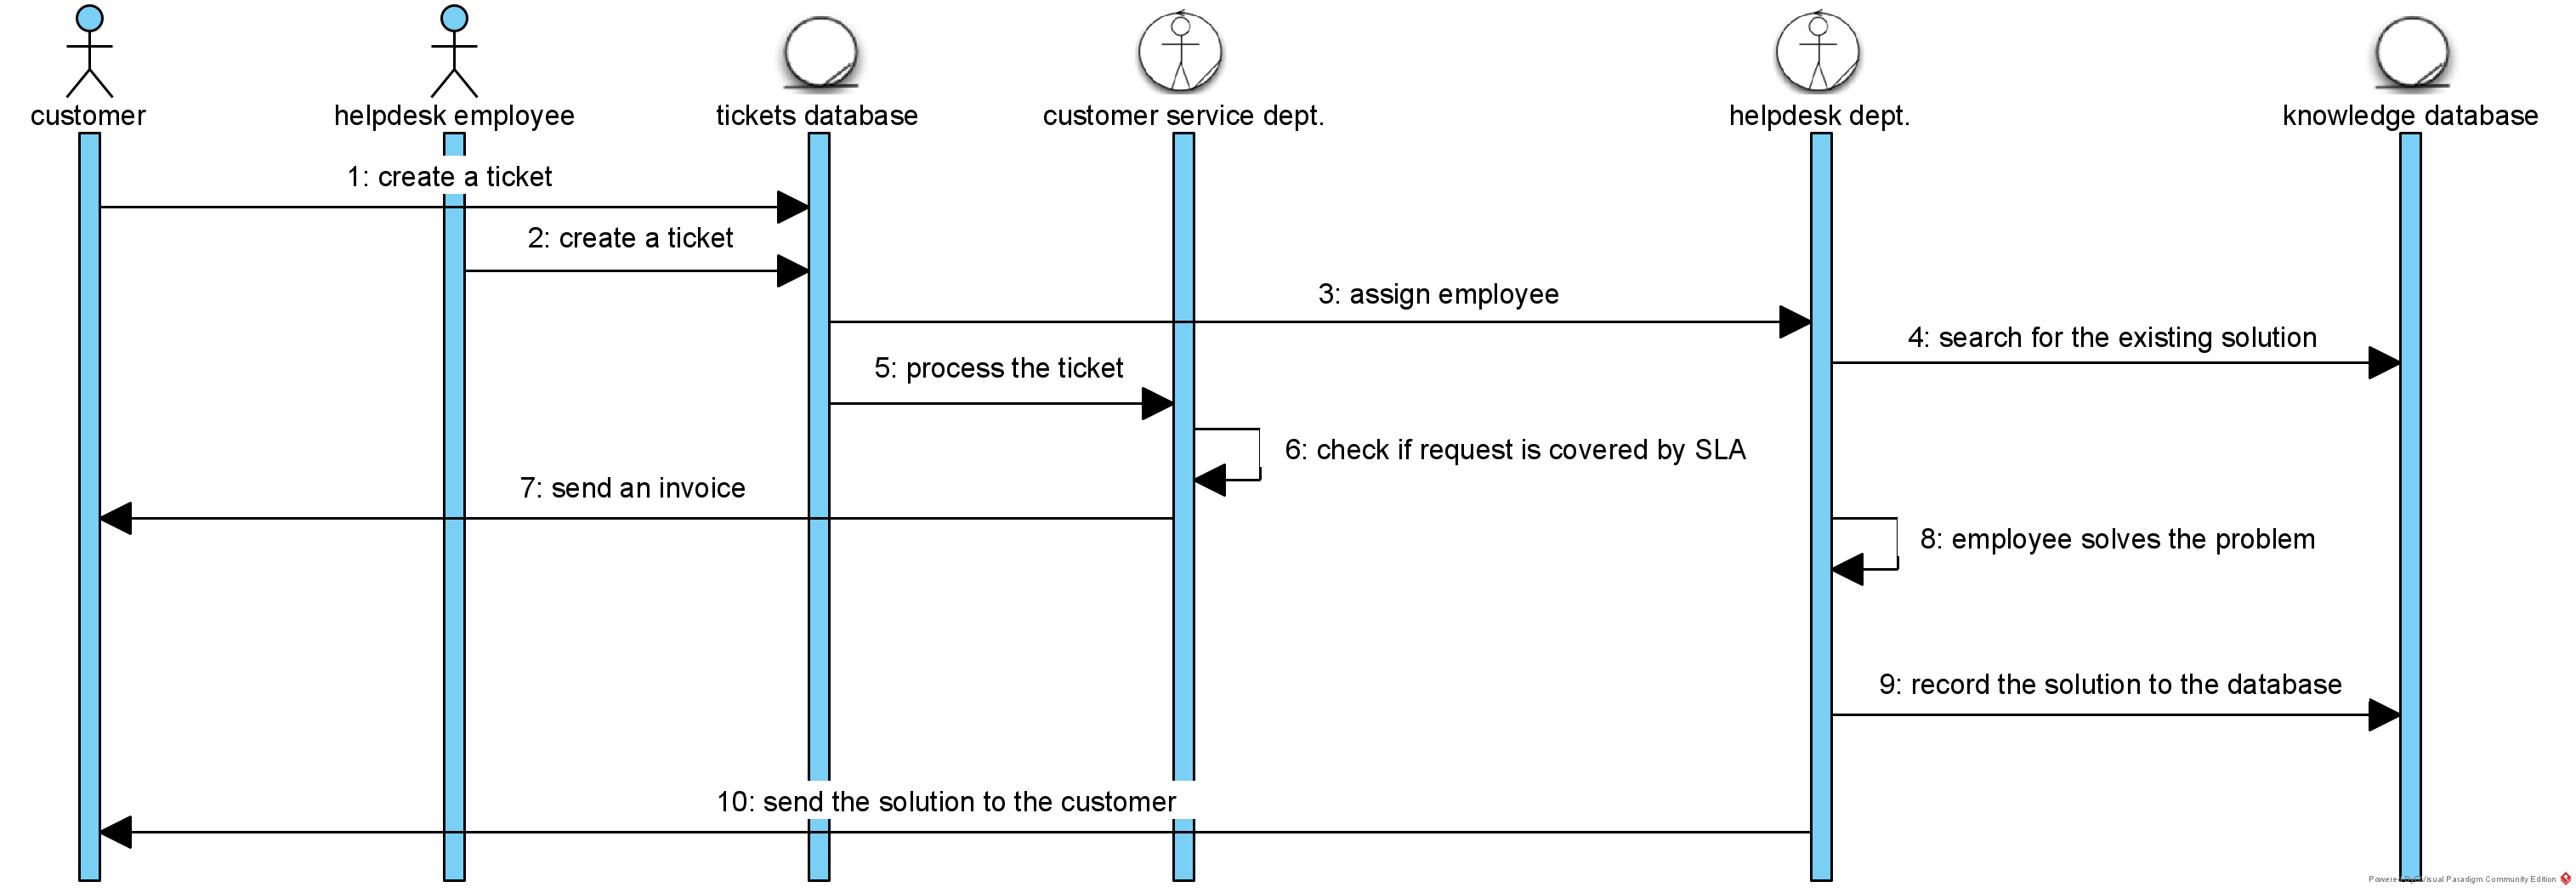 customer
helpdesk employee
tickets database
customer service dept.
helpdesk dept.
knowledge database
1: create a ticket
2: create a ticket
3: assign employee
4: search for the existing solution
5: process the ticket
6: check if request is covered by SLA
7: send an invoice
8: employee solves the problem
9: record the solution to the database
10: send the solution to the customer
Visual Paradigm Community Edition